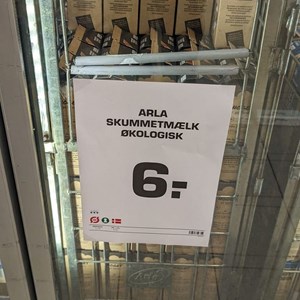 ARLA
SKUMMETMÆLK
ØKOLOGISK
6:-